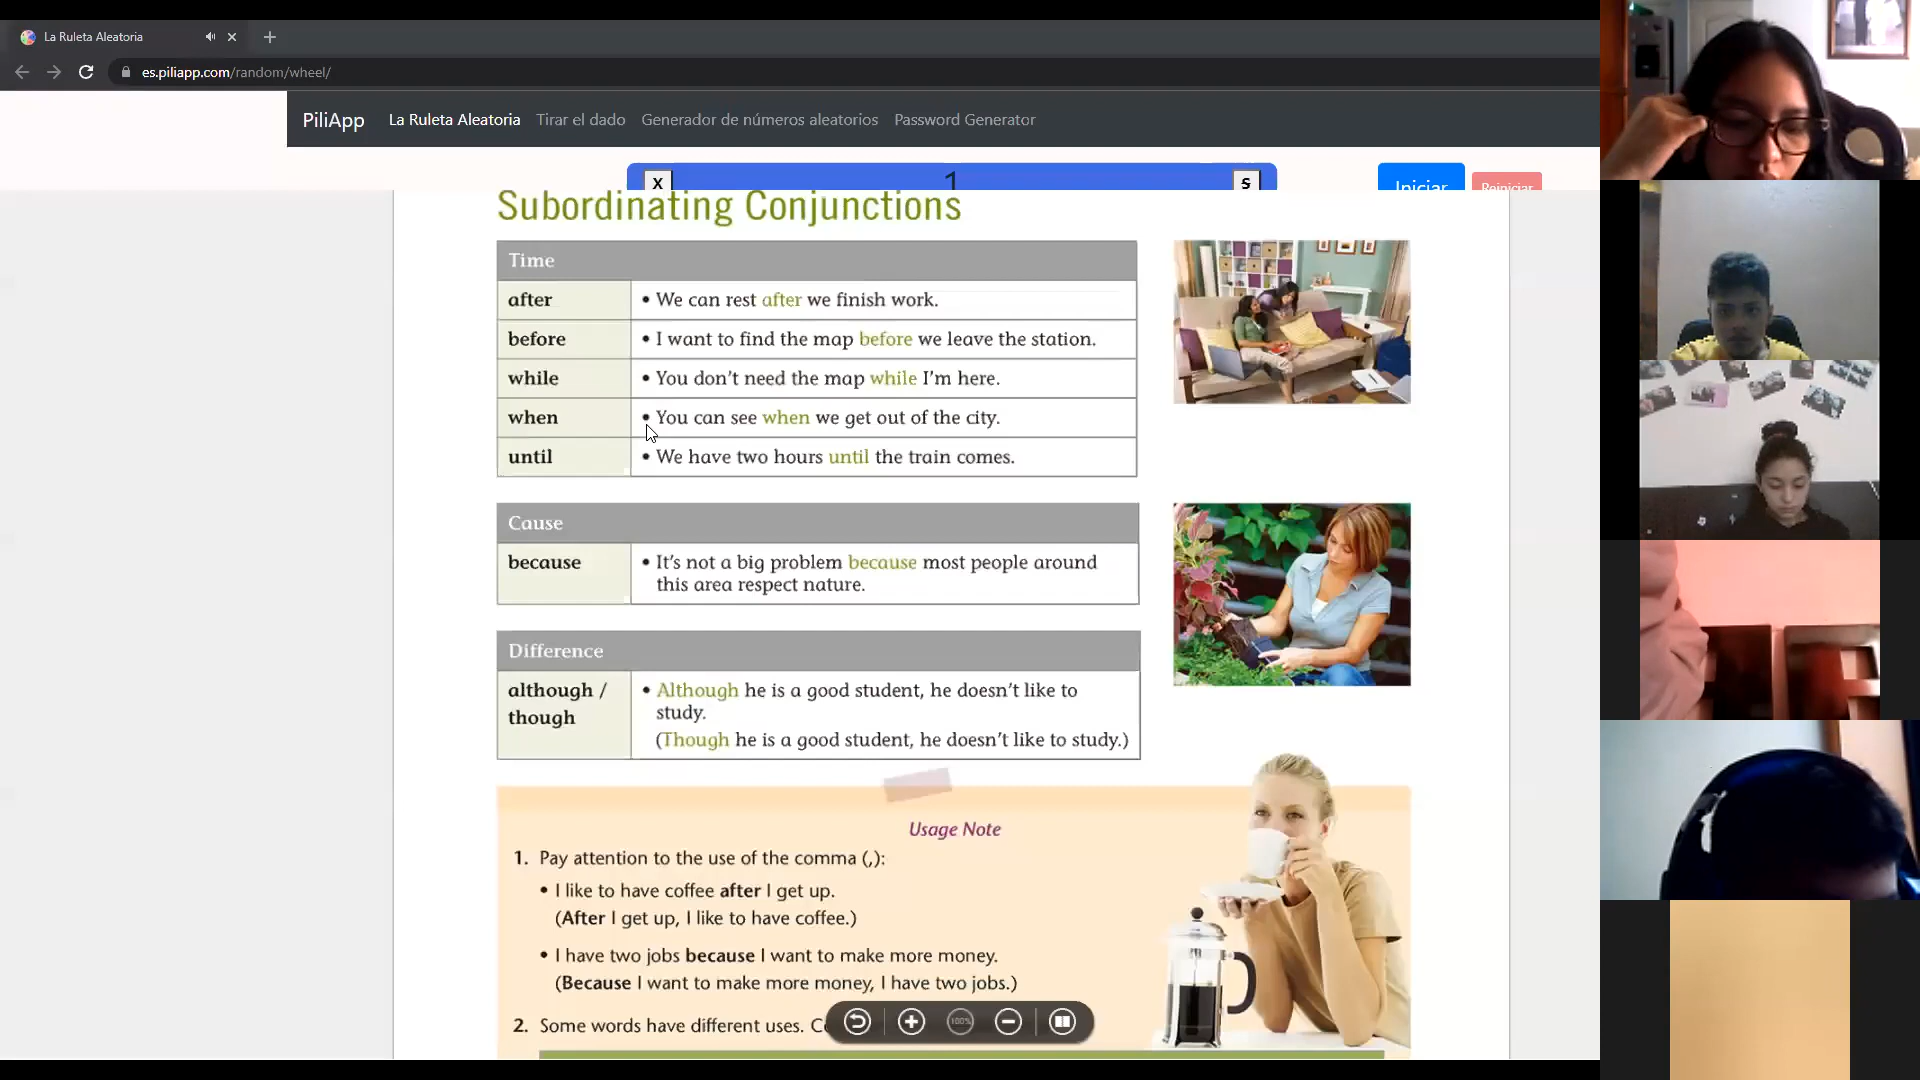 La Ruleta Aleatoria
es.piliapp.com/random/wheel/
PiliApp La Ruleta Aleatoria Tirar el dado Generador de números aleatorios Password Generator
X 1 S Iniciar Reiniciar
Subordinating Conjunctions
Time
after • We can rest after we finish work.
before • I want to find the map before we leave the station.
while • You don't need the map while I'm here.
when • You can see when we get out of the city.
until • We have two hours until the train comes.
Cause
because • It's not a big problem because most people around
this area respect nature.
Difference
although / • Although he is a good student, he doesn't like to
though study.
(Though he is a good student, he doesn't like to study.)
Usage Note
1. Pay attention to the use of the comma (,):
• I like to have coffee after I get up.
(After I get up, I like to have coffee.)
• I have two jobs because I want to make more money.
(Because I want to make more money, I have two jobs.)
2. Some words have different uses.
100%